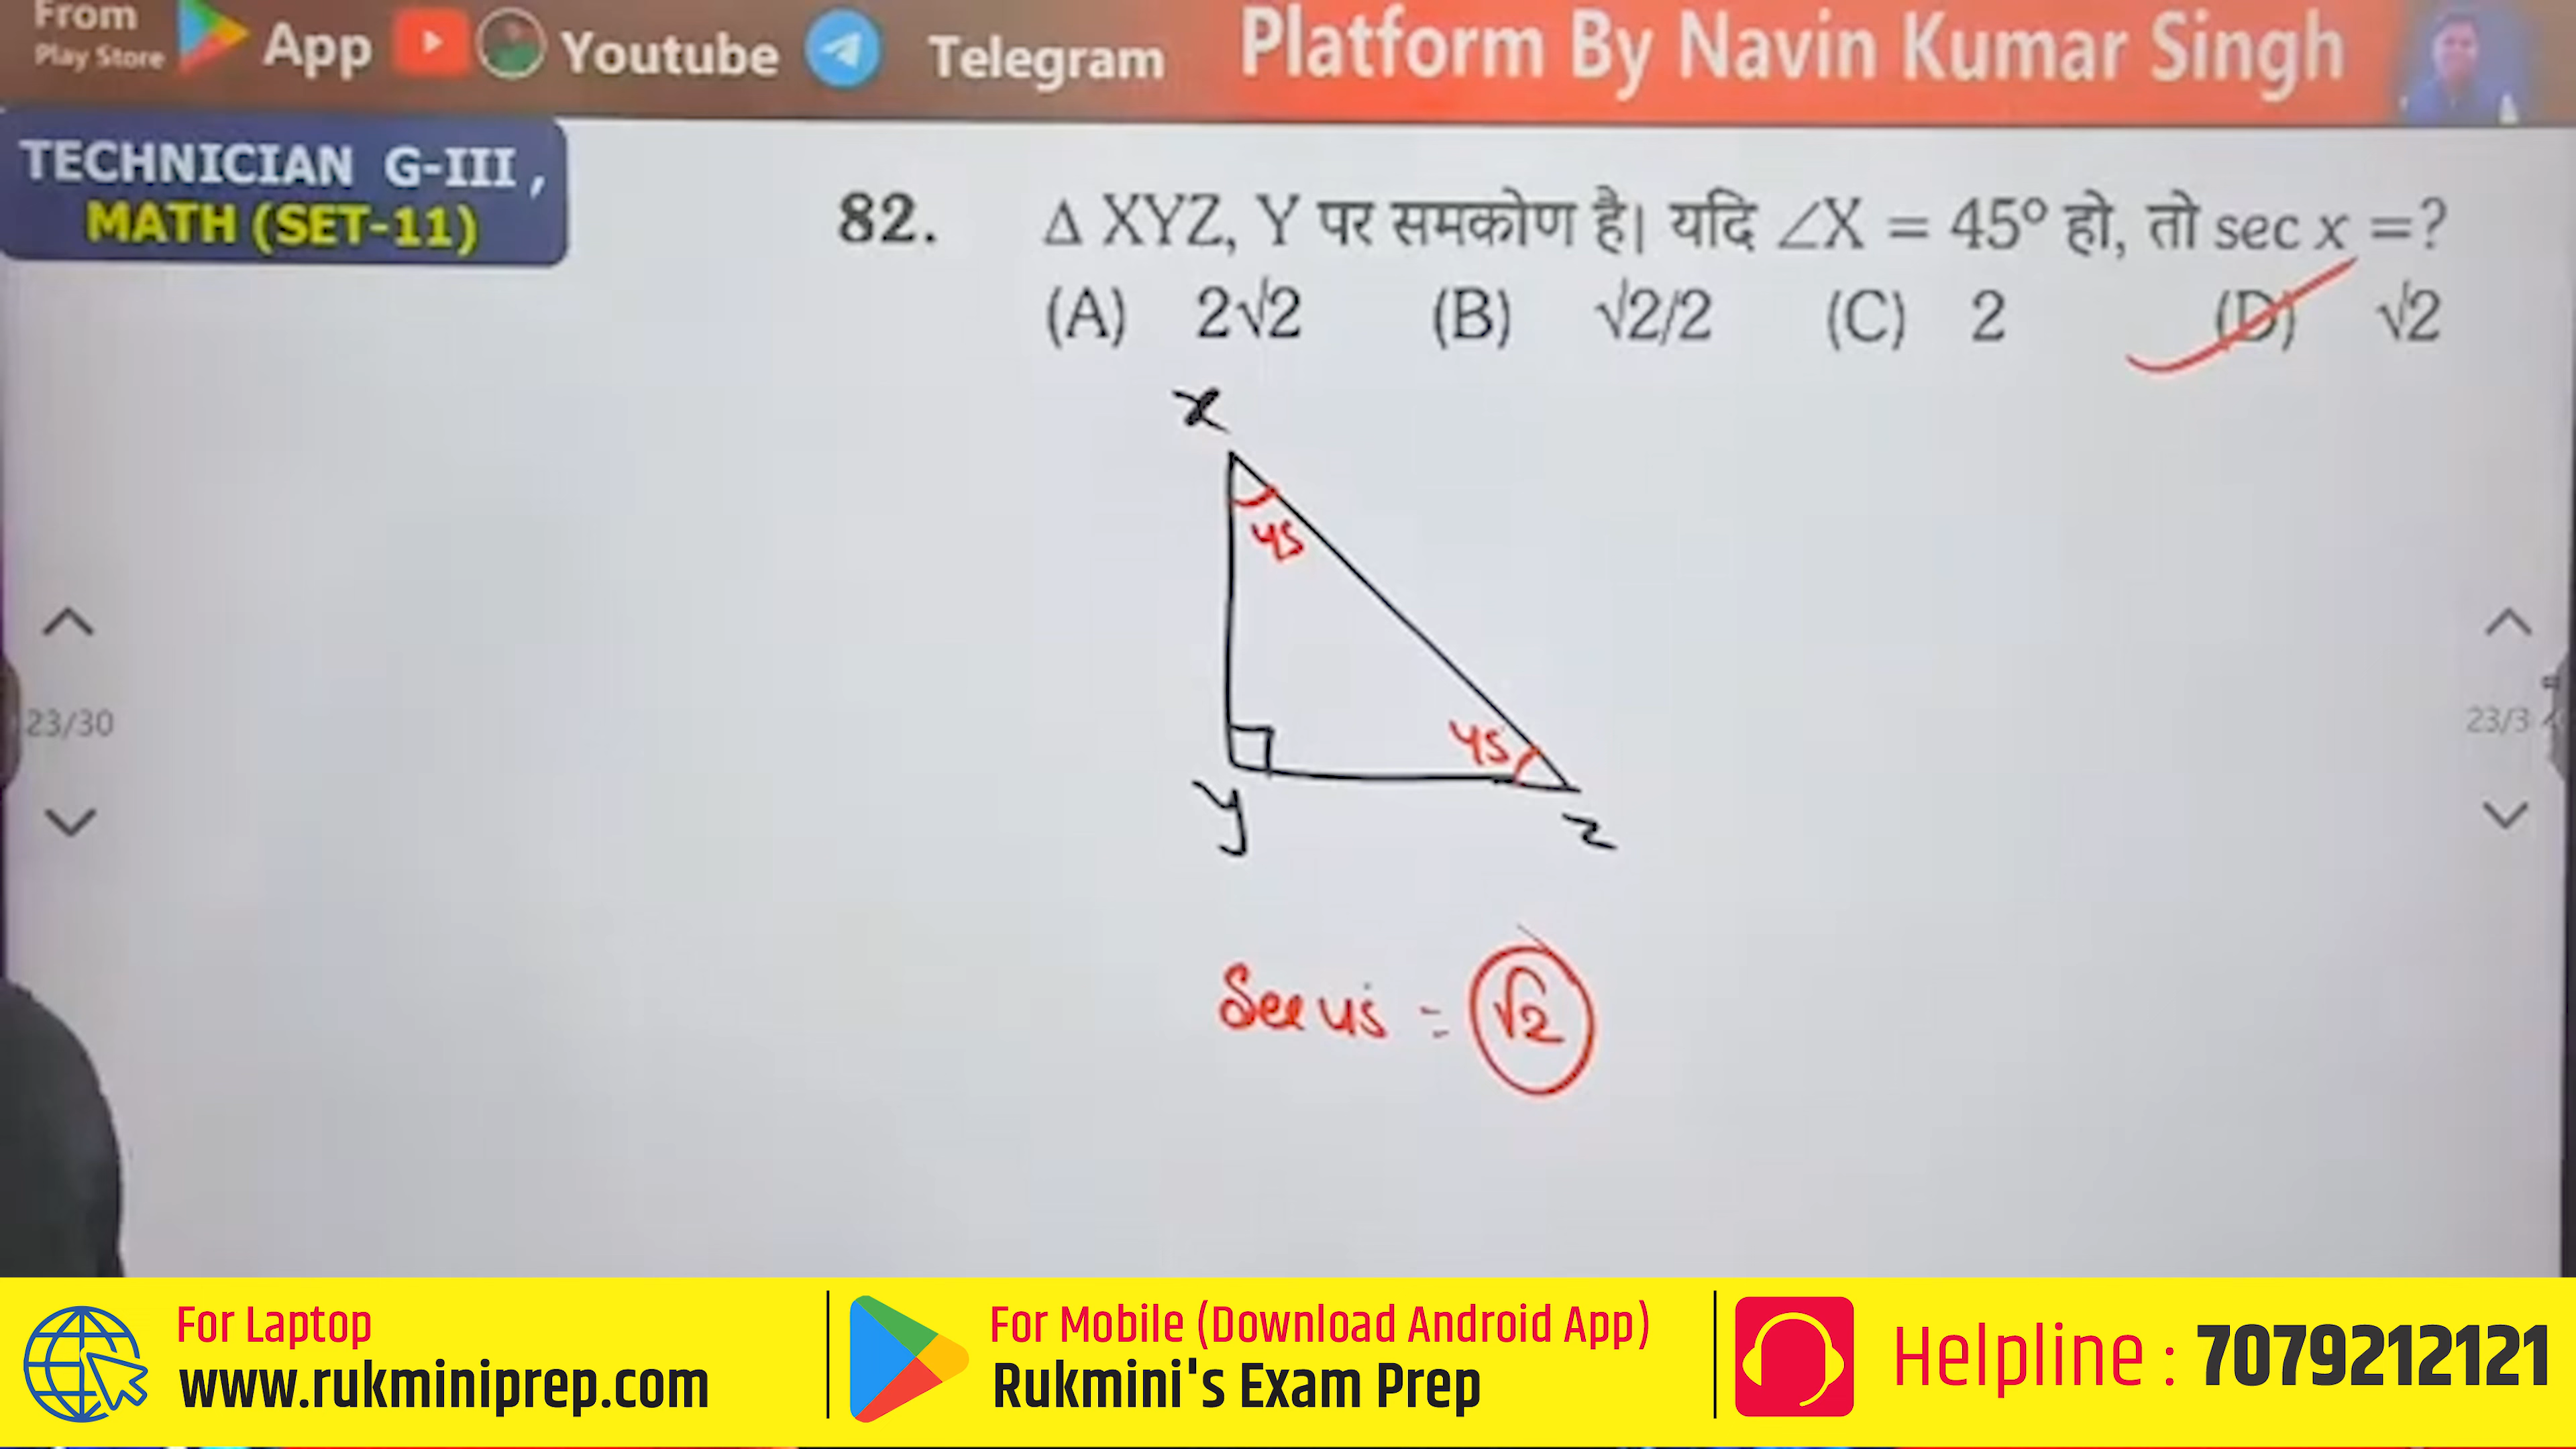 From
Play Store
App
Youtube
Telegram
Platform By Navin Kumar Singh
TECHNICIAN G-III ,
MATH (SET-11)
82. Δ XYZ, Y पर समकोण है। यदि ∠X = 45° हो, तो sec x =?
(A) 2√2 (B) √2/2 (C) 2 (D) √2
x
45
45
y
z
Sec 45 = √2
23/30
23/3
For Laptop
www.rukminiprep.com
For Mobile (Download Android App)
Rukmini's Exam Prep
Helpline : 7079212121